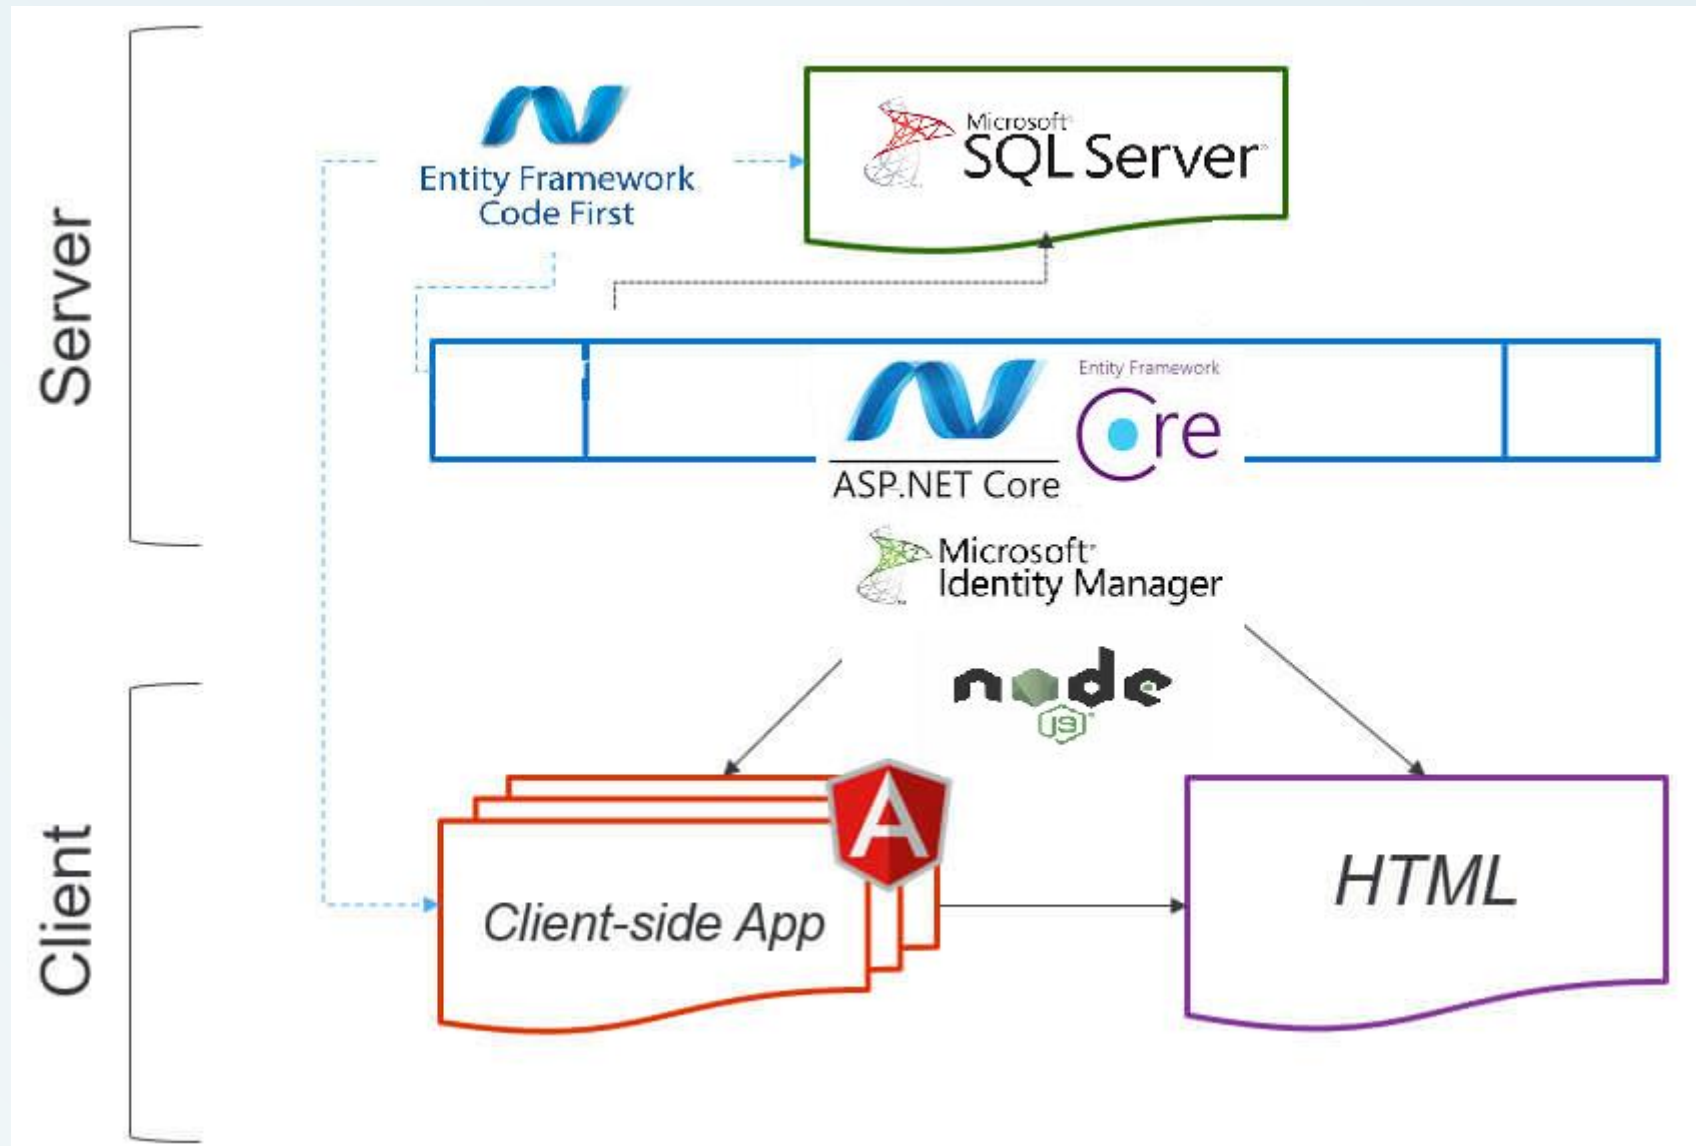 Server
Entity Framework
Code First
Microsoft
SQL Server
Entity Framework
Core
ASP.NET Core
Microsoft
Identity Manager
node
JS
Client
Client-side App
A
HTML